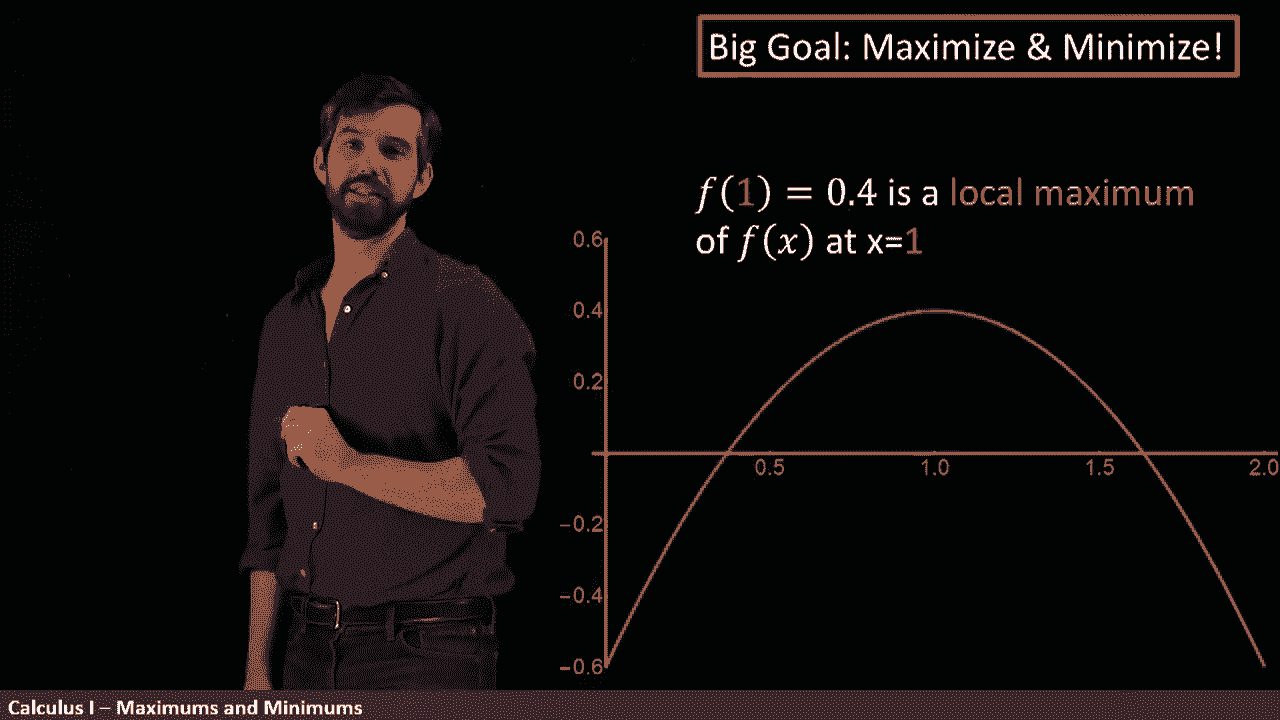 Big Goal: Maximize & Minimize!
f(1) = 0.4 is a local maximum
of f(x) at x=1
0.6
0.4
0.2
0.5 1.0 1.5 2.0
−0.2
−0.4
−0.6
Calculus I – Maximums and Minimums